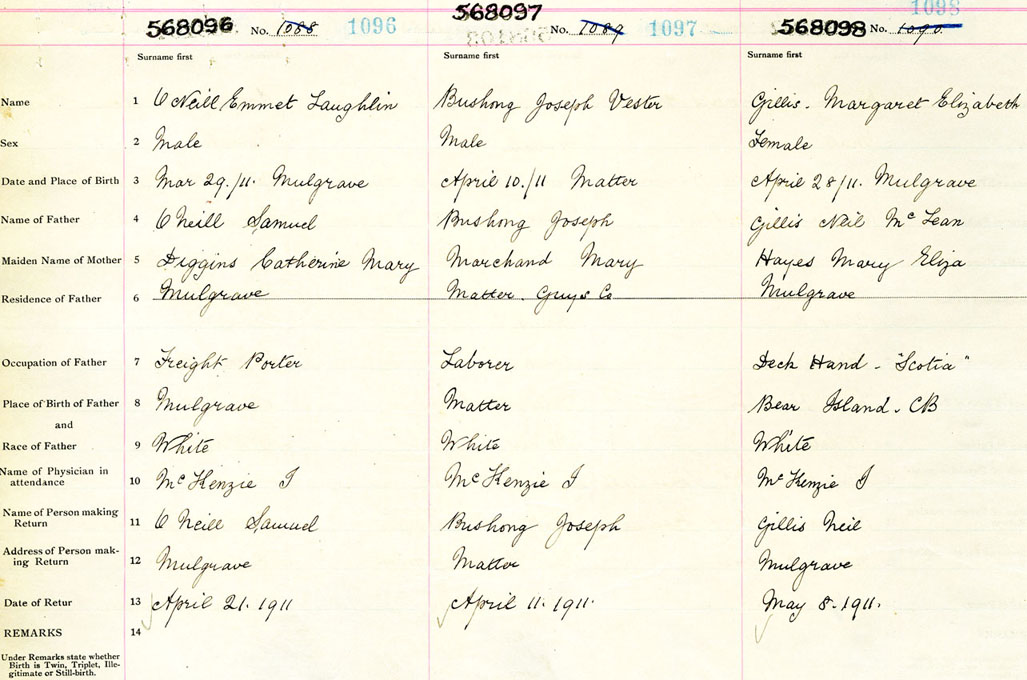 568096 No. 1088 1096 568097 No. 1089 1097 568098 No. 1090. 1098
Surname first Surname first Surname first
Name 1 O'Neill Emmet Laughlin Bushong Joseph Vester Gillis. Margaret Elizabeth
Sex 2 Male Male Female
Date and Place of Birth 3 Mar 29./11. Mulgrave April 10./11 Matter April 28/11. Mulgrave
Name of Father 4 O'Neill Samuel Bushong Joseph Gillis Neil McLean
Maiden Name of Mother 5 Diggins Catherine Mary Marchand Mary Hayes Mary Eliza
Residence of Father 6 Mulgrave Matter. Guys Co Mulgrave
Occupation of Father 7 Freight Porter Laborer Deck Hand - "Scotia"
Place of Birth of Father 8 Mulgrave Matter Bear Island. CB
and
Race of Father 9 White White White
Name of Physician in
attendance 10 McKenzie J McKenzie J McKenzie J
Name of Person making
Return 11 O'Neill Samuel Bushong Joseph Gillis Neil
Address of Person mak-
ing Return 12 Mulgrave Matter Mulgrave
Date of Retur 13 April 21. 1911 April 11. 1911. May 8-1911.
REMARKS 14
Under Remarks state whether
Birth is Twin, Triplet, Ille-
gitimate or Still-birth.